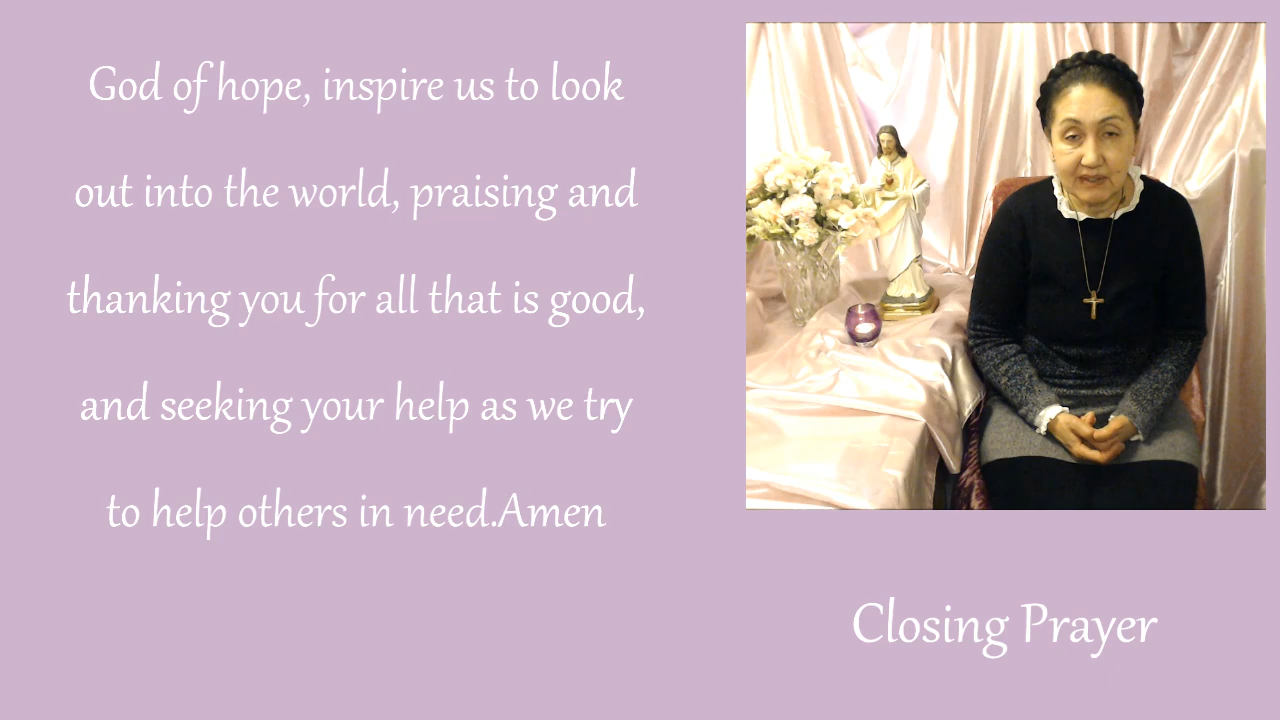 God of hope, inspire us to look
out into the world, praising and
thanking you for all that is good,
and seeking your help as we try
to help others in need.Amen
Closing Prayer